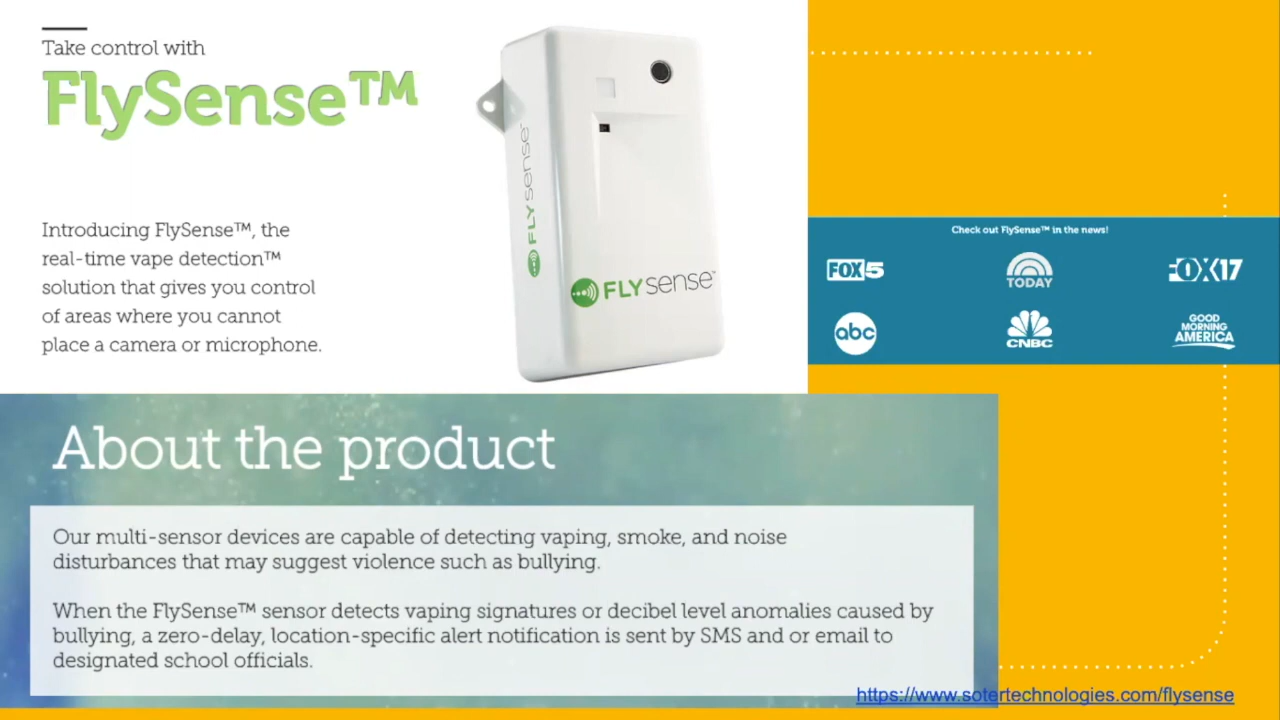 Take control with
FlySense™
Introducing FlySense™, the
real-time vape detection™
solution that gives you control
of areas where you cannot
place a camera or microphone.
FLYsense™
FLYsense™
Check out FlySense™ in the news!
FOX 5
TODAY
FOX17
abc
CNBC
GOOD
MORNING
AMERICA
About the product
Our multi-sensor devices are capable of detecting vaping, smoke, and noise
disturbances that may suggest violence such as bullying.
When the FlySense™ sensor detects vaping signatures or decibel level anomalies caused by
bullying, a zero-delay, location-specific alert notification is sent by SMS and or email to
designated school officials.
https://www.sotertechnologies.com/flysense